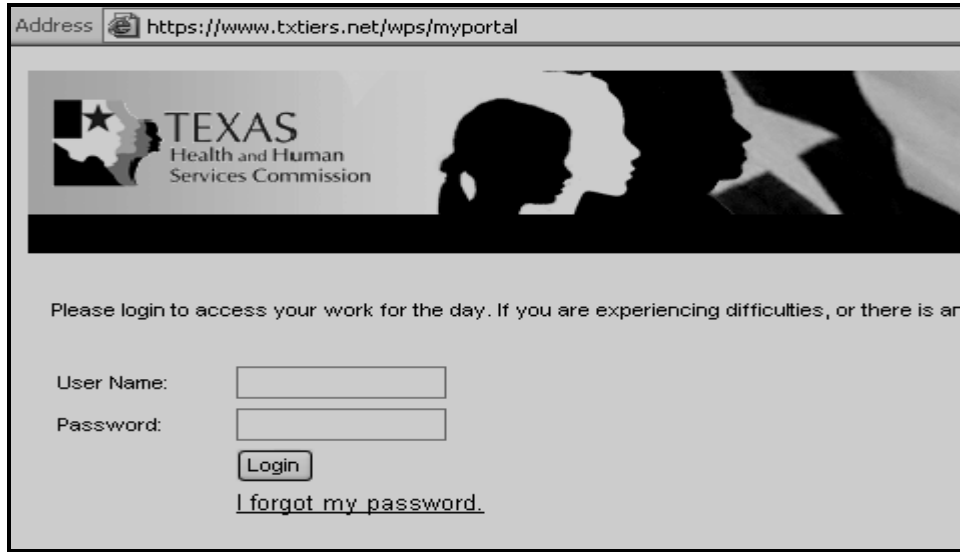 Address https://www.txtiers.net/wps/myportal
TEXAS
Health and Human
Services Commission
Please login to access your work for the day. If you are experiencing difficulties, or there is an
User Name:
Password:
Login
I forgot my password.